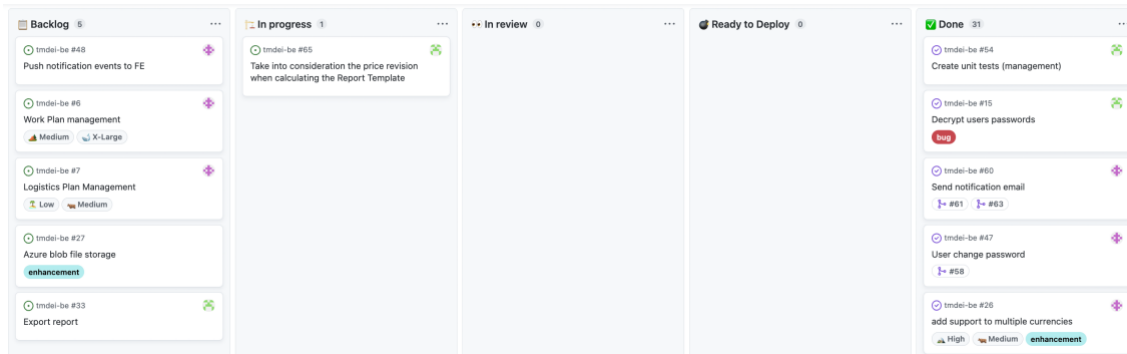 Backlog 5
tmdei-be #48
Push notification events to FE
tmdei-be #6
Work Plan management
Medium X-Large
tmdei-be #7
Logistics Plan Management
Low Medium
tmdei-be #27
Azure blob file storage
enhancement
tmdei-be #33
Export report
In progress 1
tmdei-be #65
Take into consideration the price revision
when calculating the Report Template
In review 0
Ready to Deploy 0
Done 31
tmdei-be #54
Create unit tests (management)
tmdei-be #15
Decrypt users passwords
bug
tmdei-be #60
Send notification email
#61 #63
tmdei-be #47
User change password
#58
tmdei-be #26
add support to multiple currencies
High Medium enhancement